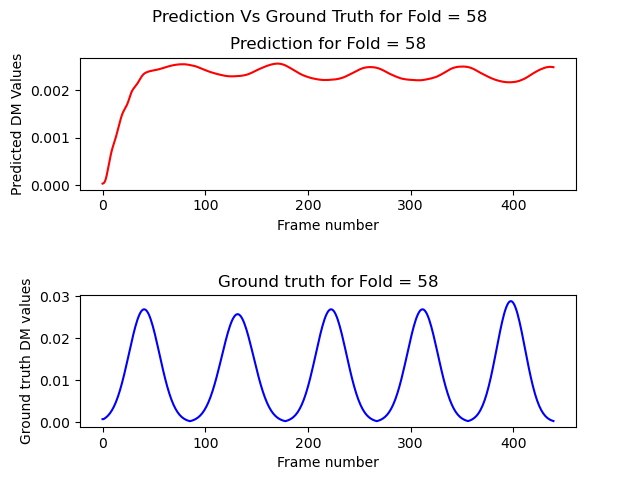 Prediction Vs Ground Truth for Fold = 58
Prediction for Fold = 58
Predicted DM Values
0.002
0.001
0.000
0 100 200 300 400
Frame number
Ground truth for Fold = 58
Ground truth DM values
0.03
0.02
0.01
0.00
0 100 200 300 400
Frame number